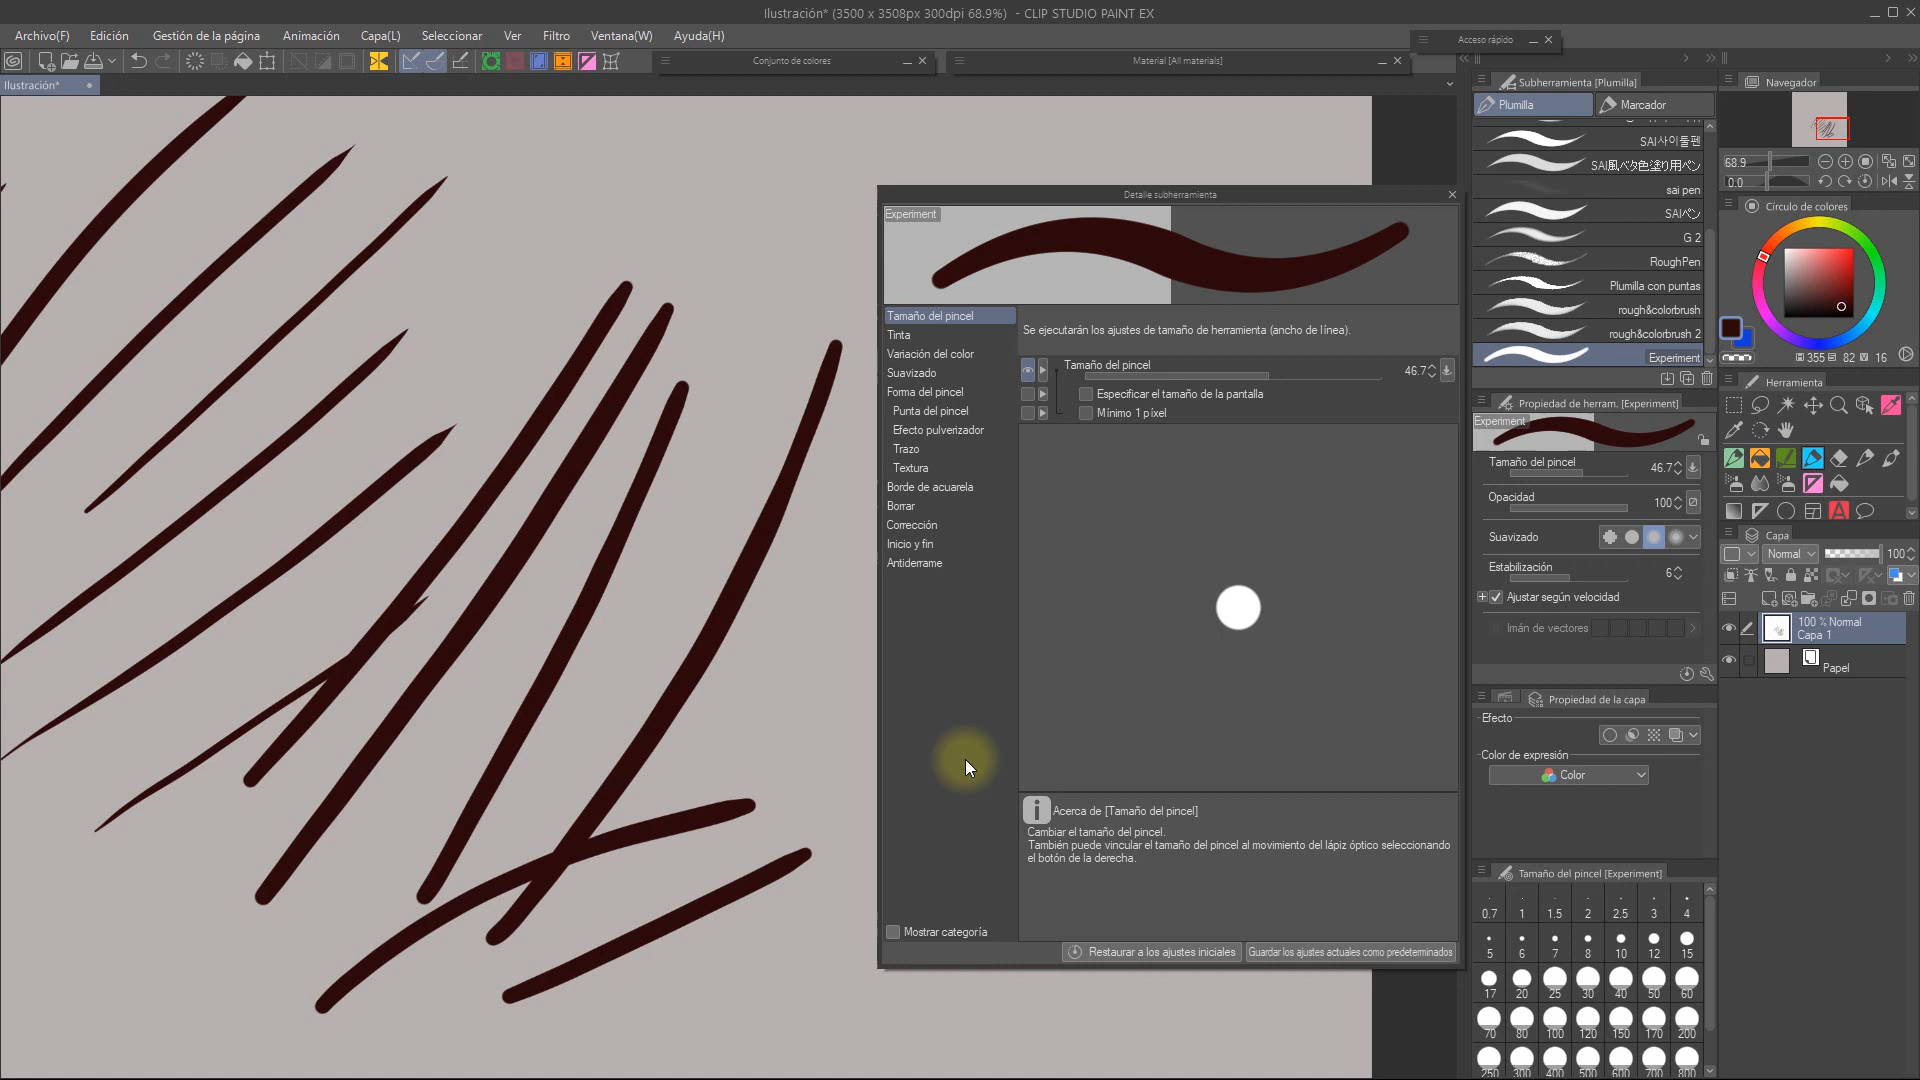 Ilustración* (3500 x 3508px 300dpi 68.9%) - CLIP STUDIO PAINT EX
Archivo(F) Edición Gestión de la página Animación Capa(L) Seleccionar Ver Filtro Ventana(W) Ayuda(H)
Acceso rápido
Conjunto de colores
Material [All materials]
Ilustración*
Subherramienta [Plumilla]
Plumilla
Marcador
SAI사이툴펜
SAI風ベタ色塗り用ペン
sai pen
SAIペン
G 2
RoughPen
Plumilla con puntas
rough&colorbrush
rough&colorbrush 2
Experiment
Navegador
68.9
0.0
Círculo de colores
355 82 V 16
Herramienta
Detalle subherramienta
Experiment
Tamaño del pincel
Tinta
Variación del color
Suavizado
Forma del pincel
Punta del pincel
Efecto pulverizador
Trazo
Textura
Borde de acuarela
Borrar
Corrección
Inicio y fin
Antiderrame
Mostrar categoría
Se ejecutarán los ajustes de tamaño de herramienta (ancho de línea).
Tamaño del pincel 46.7
Especificar el tamaño de la pantalla
Mínimo 1 píxel
Acerca de [Tamaño del pincel]
Cambiar el tamaño del pincel.
También puede vincular el tamaño del pincel al movimiento del lápiz óptico seleccionando
el botón de la derecha.
Restaurar a los ajustes iniciales
Guardar los ajustes actuales como predeterminados
Propiedad de herram. [Experiment]
Experiment
Tamaño del pincel 46.7
Opacidad 100
Suavizado
Estabilización 6
Ajustar según velocidad
Imán de vectores
Propiedad de la capa
Efecto
Color de expresión
Color
Tamaño del pincel [Experiment]
0.7 1 1.5 2 2.5 3 4
5 6 7 8 10 12 15
17 20 25 30 40 50 60
70 80 100 120 150 170 200
250 300 400 500 600 700 800
Capa
Normal 100
100 % Normal
Capa 1
Papel